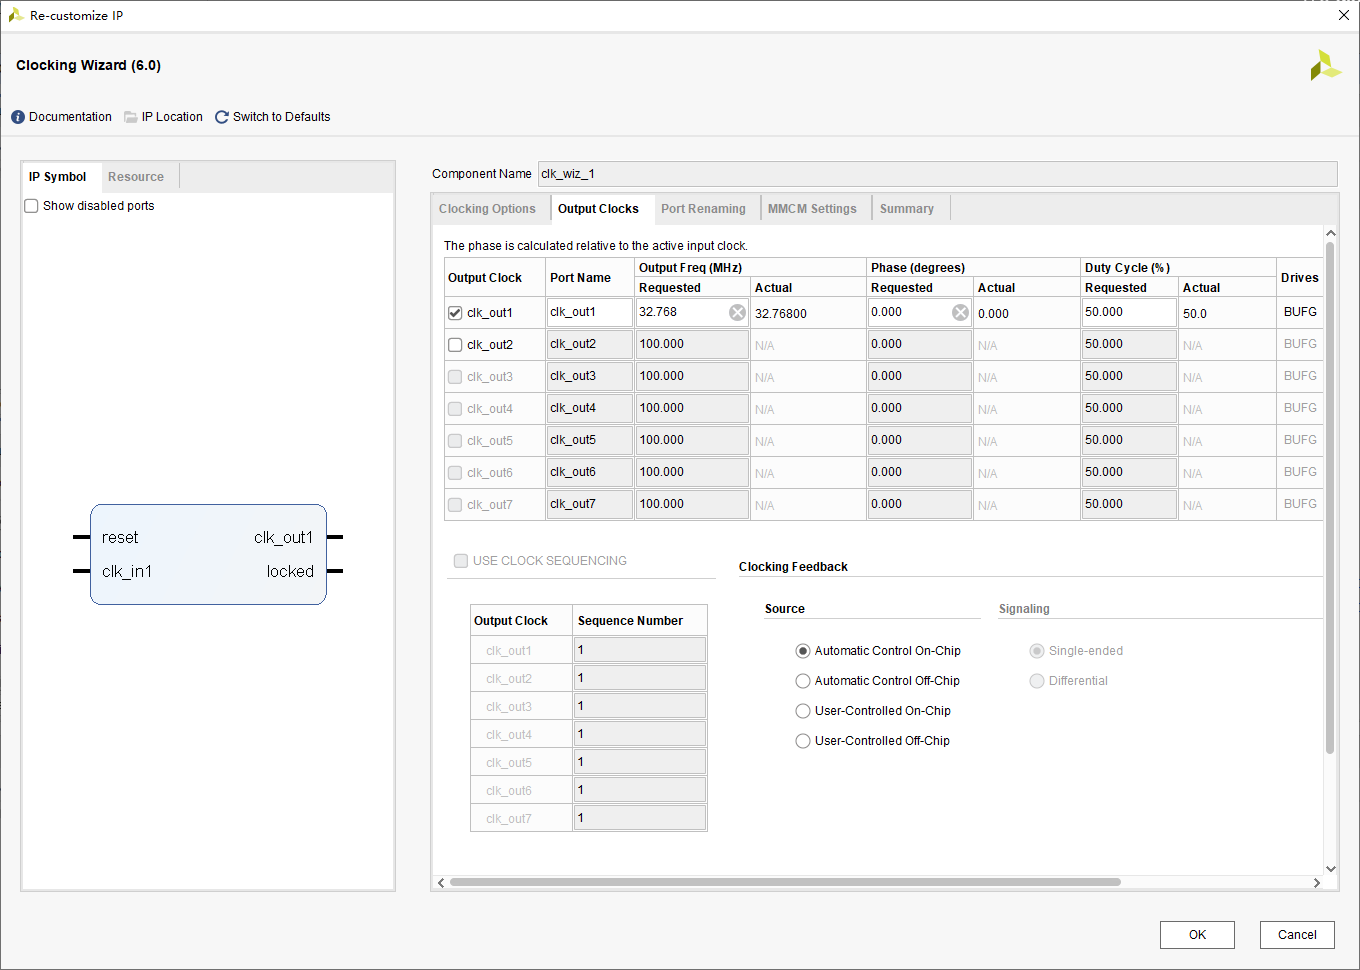 Re-customize IP
Clocking Wizard (6.0)
Documentation IP Location Switch to Defaults
IP Symbol Resource
Show disabled ports
reset clk_out1
clk_in1 locked
Component Name clk_wiz_1
Clocking Options Output Clocks Port Renaming MMCM Settings Summary
The phase is calculated relative to the active input clock.
Output Clock Port Name Output Freq (MHz) Phase (degrees) Duty Cycle (%) Drives
Requested Actual Requested Actual Requested Actual
clk_out1 clk_out1 32.768 32.76800 0.000 0.000 50.000 50.0 BUFG
clk_out2 clk_out2 100.000 N/A 0.000 N/A 50.000 N/A BUFG
clk_out3 clk_out3 100.000 N/A 0.000 N/A 50.000 N/A BUFG
clk_out4 clk_out4 100.000 N/A 0.000 N/A 50.000 N/A BUFG
clk_out5 clk_out5 100.000 N/A 0.000 N/A 50.000 N/A BUFG
clk_out6 clk_out6 100.000 N/A 0.000 N/A 50.000 N/A BUFG
clk_out7 clk_out7 100.000 N/A 0.000 N/A 50.000 N/A BUFG
USE CLOCK SEQUENCING
Output Clock Sequence Number
clk_out1 1
clk_out2 1
clk_out3 1
clk_out4 1
clk_out5 1
clk_out6 1
clk_out7 1
Clocking Feedback
Source Signaling
Automatic Control On-Chip Single-ended
Automatic Control Off-Chip Differential
User-Controlled On-Chip
User-Controlled Off-Chip
OK Cancel